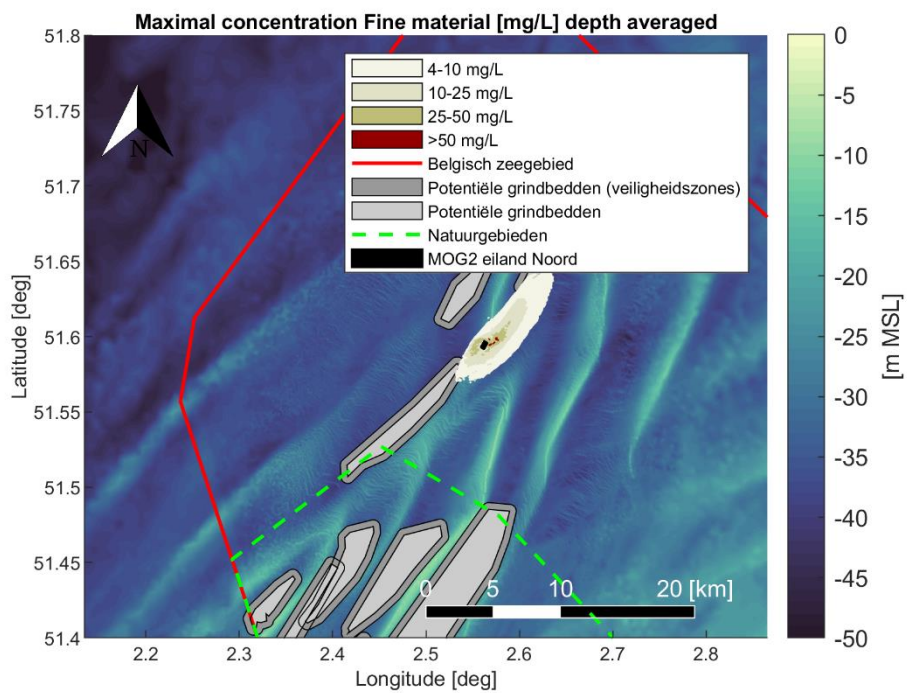 Maximal concentration Fine material [mg/L] depth averaged
51.8
51.75
51.7
51.65
51.6
51.55
51.5
51.45
51.4
Latitude [deg]
N
4-10 mg/L
10-25 mg/L
25-50 mg/L
>50 mg/L
Belgisch zeegebied
Potentiële grindbedden (veiligheidszones)
Potentiële grindbedden
Natuurgebieden
MOG2 eiland Noord
0 5 10 20 [km]
2.2 2.3 2.4 2.5 2.6 2.7 2.8
Longitude [deg]
0
-5
-10
-15
-20
-25
-30
-35
-40
-45
-50
[m MSL]